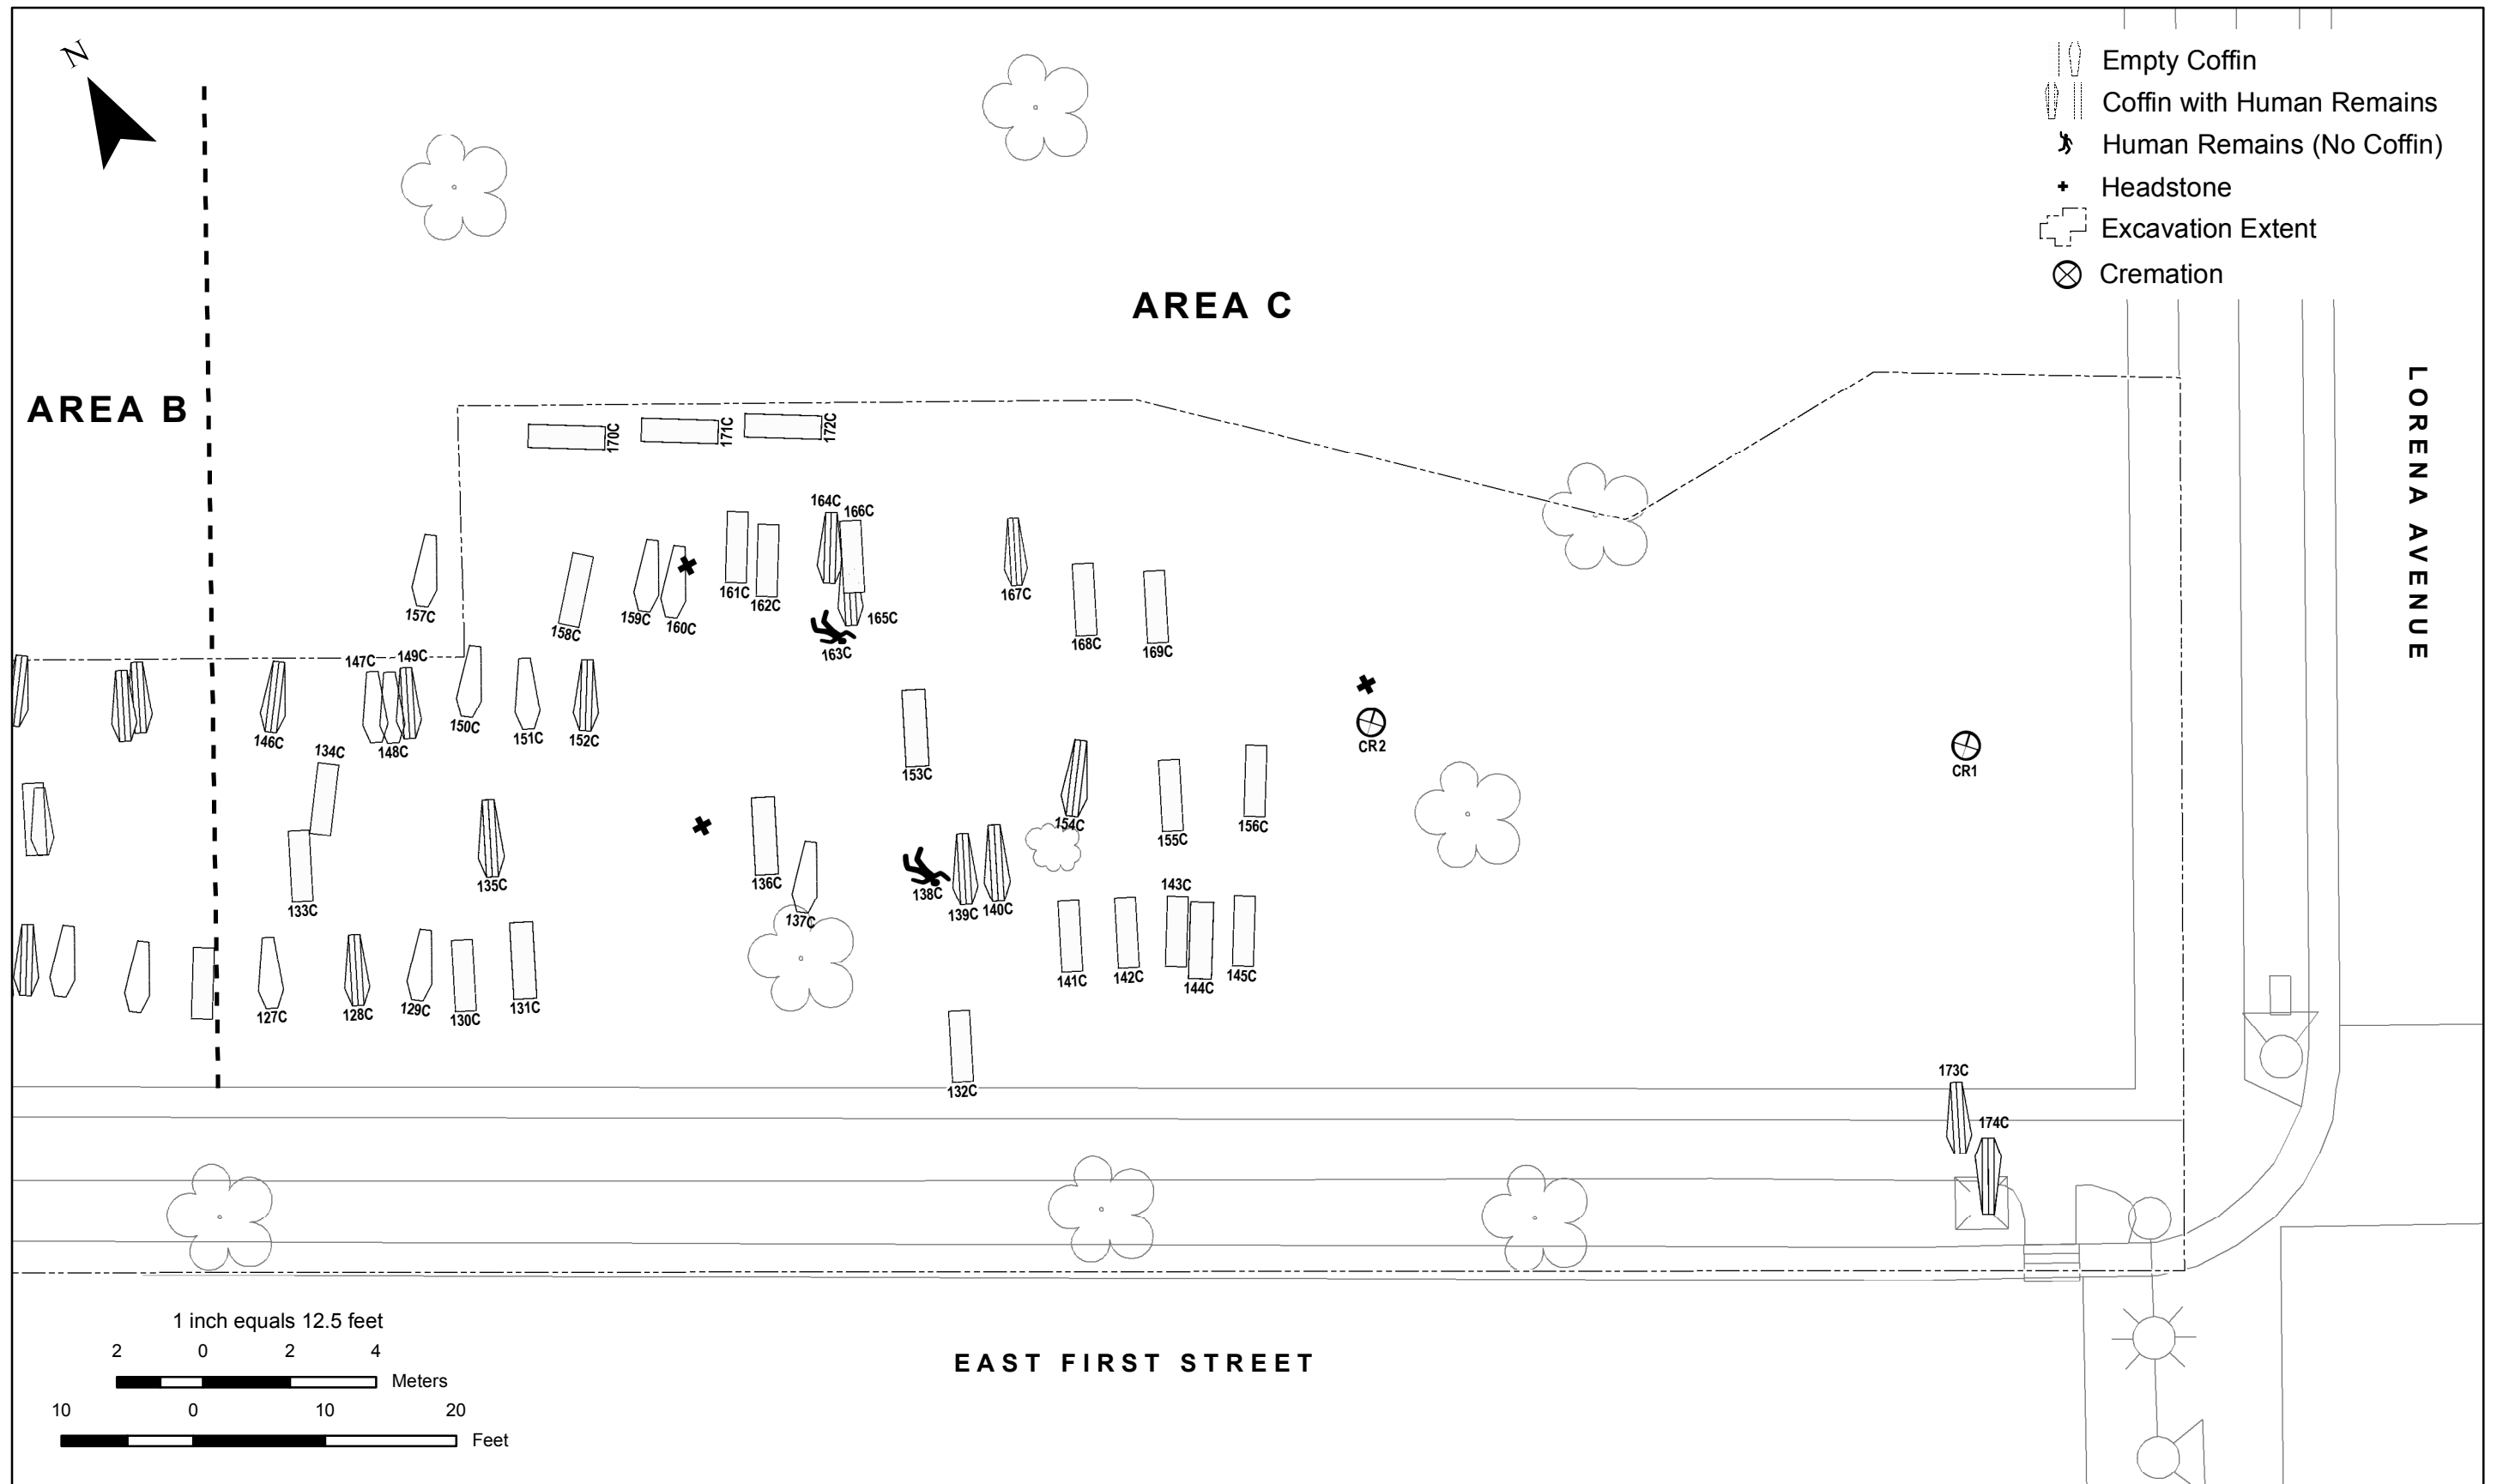 N
Empty Coffin
Coffin with Human Remains
Human Remains (No Coffin)
Headstone
Excavation Extent
Cremation
AREA C
AREA B
LORENA AVENUE
170C
171C
172C
164C
166C
157C
158C
159C
160C
161C
162C
165C
163C
167C
168C
169C
147C
149C
146C
148C
150C
151C
152C
134C
153C
CR2
CR1
154C
155C
156C
133C
135C
136C
137C
138C
139C
140C
143C
141C
142C
144C
145C
127C
128C
129C
130C
131C
132C
173C
174C
1 inch equals 12.5 feet
2 0 2 4
Meters
10 0 10 20
Feet
EAST FIRST STREET